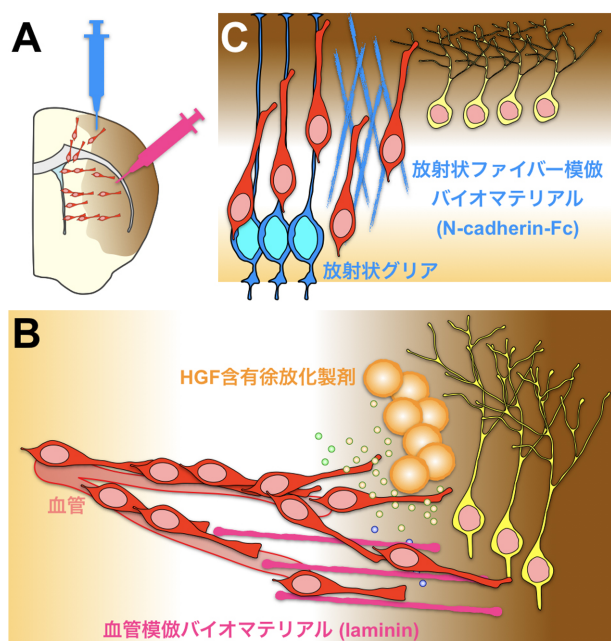 A
C
放射状ファイバー模倣
バイオマテリアル
(N-cadherin-Fc)
放射状グリア
B
HGF含有徐放化製剤
血管
血管模倣バイオマテリアル (laminin)